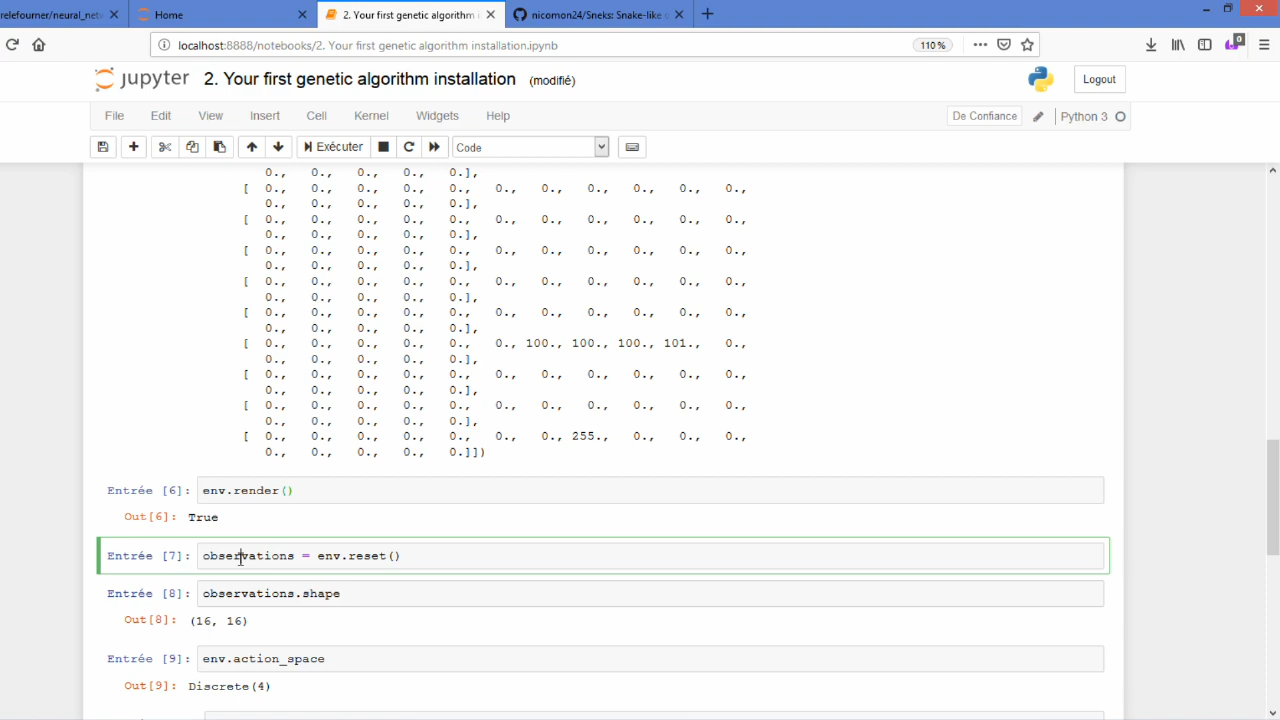 relefourner/neural_netw
Home
2. Your first genetic algorithm i
nicomon24/Sneks: Snake-like g
localhost:8888/notebooks/2. Your first genetic algorithm installation.ipynb
110 %
0
jupyter 2. Your first genetic algorithm installation (modifié)
Logout
File Edit View Insert Cell Kernel Widgets Help
De Confiance
Python 3
Exécuter
Code
0., 0., 0., 0., 0.],
[ 0., 0., 0., 0., 0., 0., 0., 0., 0., 0., 0.,
0., 0., 0., 0., 0.],
[ 0., 0., 0., 0., 0., 0., 0., 0., 0., 0., 0.,
0., 0., 0., 0., 0.],
[ 0., 0., 0., 0., 0., 0., 0., 0., 0., 0., 0.,
0., 0., 0., 0., 0.],
[ 0., 0., 0., 0., 0., 0., 0., 0., 0., 0., 0.,
0., 0., 0., 0., 0.],
[ 0., 0., 0., 0., 0., 0., 0., 0., 0., 0., 0.,
0., 0., 0., 0., 0.],
[ 0., 0., 0., 0., 0., 0., 100., 100., 100., 101., 0.,
0., 0., 0., 0., 0.],
[ 0., 0., 0., 0., 0., 0., 0., 0., 0., 0., 0.,
0., 0., 0., 0., 0.],
[ 0., 0., 0., 0., 0., 0., 0., 0., 0., 0., 0.,
0., 0., 0., 0., 0.],
[ 0., 0., 0., 0., 0., 0., 0., 255., 0., 0., 0.,
0., 0., 0., 0., 0.]])
Entrée [6]: env.render()
Out[6]: True
Entrée [7]: observations = env.reset()
Entrée [8]: observations.shape
Out[8]: (16, 16)
Entrée [9]: env.action_space
Out[9]: Discrete(4)